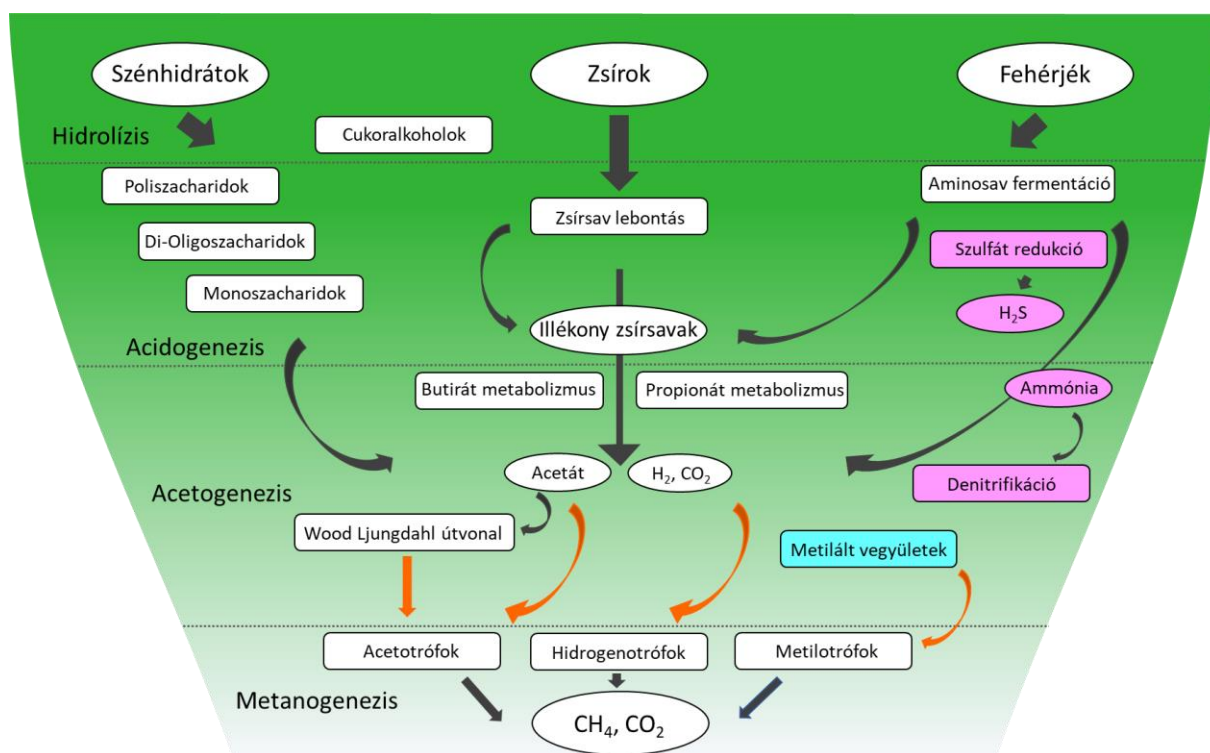 Szénhidrátok
Zsírok
Fehérjék
Hidrolízis
Cukoralkoholok
Poliszacharidok
Aminosav fermentáció
Zsírsav lebontás
Di-Oligoszacharidok
Szulfát redukció
Monoszacharidok
H₂S
Illékony zsírsavak
Acidogenezis
Butirát metabolizmus
Propionát metabolizmus
Ammónia
Acetát
H₂, CO₂
Acetogenezis
Denitrifikáció
Wood Ljungdahl útvonal
Metilált vegyületek
Acetotrófok
Hidrogenotrófok
Metilotrófok
Metanogenezis
CH₄, CO₂